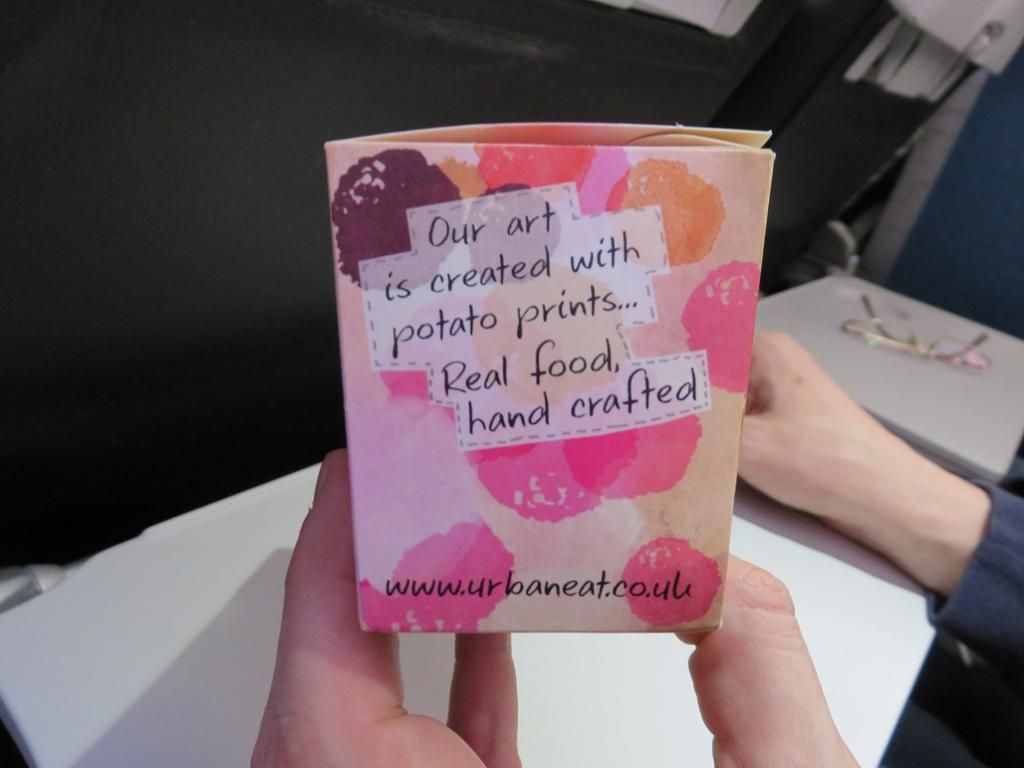 Our art
is created with
potato prints...
Real food,
hand crafted
www.urbaneat.co.uk